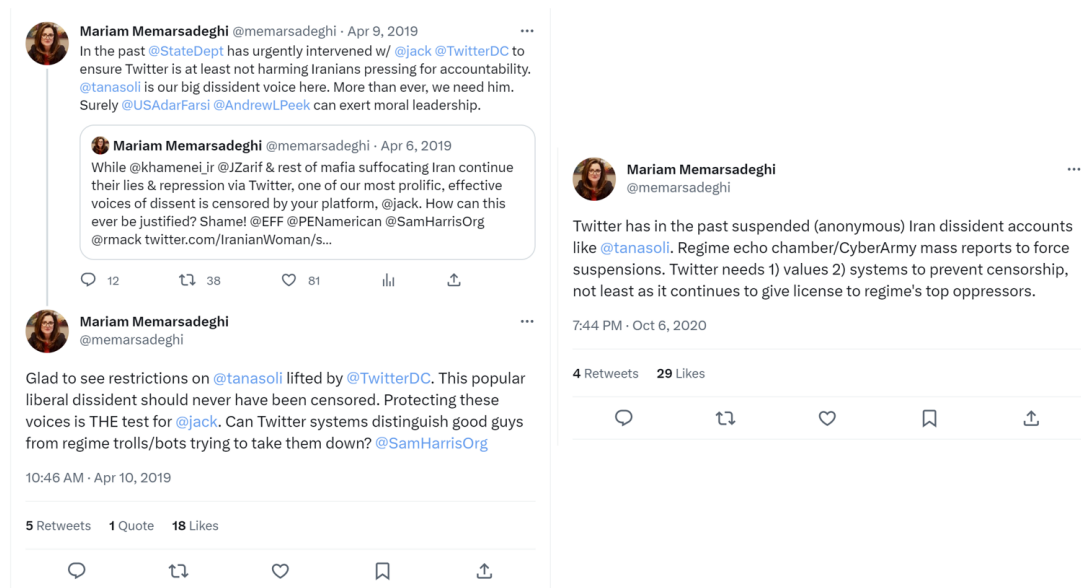 Mariam Memarsadeghi @memarsadeghi · Apr 9, 2019
In the past @StateDept has urgently intervened w/ @jack @TwitterDC to
ensure Twitter is at least not harming Iranians pressing for accountability.
@tanasoli is our big dissident voice here. More than ever, we need him.
Surely @USAdarFarsi @AndrewLPeek can exert moral leadership.
Mariam Memarsadeghi @memarsadeghi · Apr 6, 2019
While @khamenei_ir @JZarif & rest of mafia suffocating Iran continue
their lies & repression via Twitter, one of our most prolific, effective
voices of dissent is censored by your platform, @jack. How can this
ever be justified? Shame! @EFF @PENamerican @SamHarrisOrg
@rmack twitter.com/IranianWoman/s...
12 38 81
Mariam Memarsadeghi
@memarsadeghi
Glad to see restrictions on @tanasoli lifted by @TwitterDC. This popular
liberal dissident should never have been censored. Protecting these
voices is THE test for @jack. Can Twitter systems distinguish good guys
from regime trolls/bots trying to take them down? @SamHarrisOrg
10:46 AM · Apr 10, 2019
5 Retweets 1 Quote 18 Likes
Mariam Memarsadeghi
@memarsadeghi
Twitter has in the past suspended (anonymous) Iran dissident accounts
like @tanasoli. Regime echo chamber/CyberArmy mass reports to force
suspensions. Twitter needs 1) values 2) systems to prevent censorship,
not least as it continues to give license to regime's top oppressors.
7:44 PM · Oct 6, 2020
4 Retweets 29 Likes